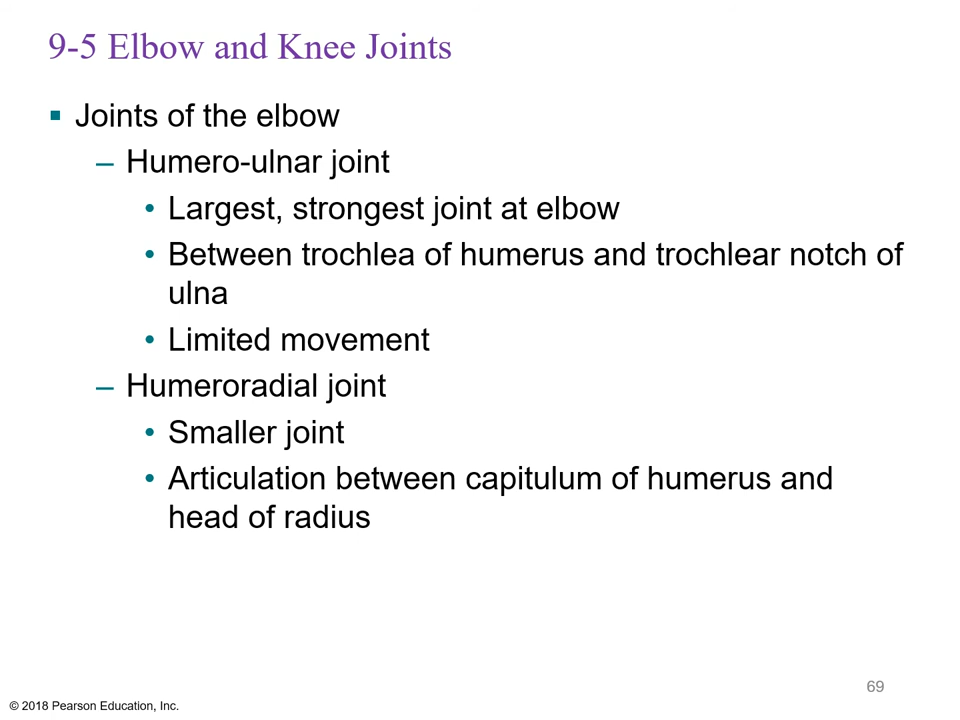 9-5 Elbow and Knee Joints
▪ Joints of the elbow
– Humero-ulnar joint
• Largest, strongest joint at elbow
• Between trochlea of humerus and trochlear notch of
ulna
• Limited movement
– Humeroradial joint
• Smaller joint
• Articulation between capitulum of humerus and
head of radius
69
© 2018 Pearson Education, Inc.